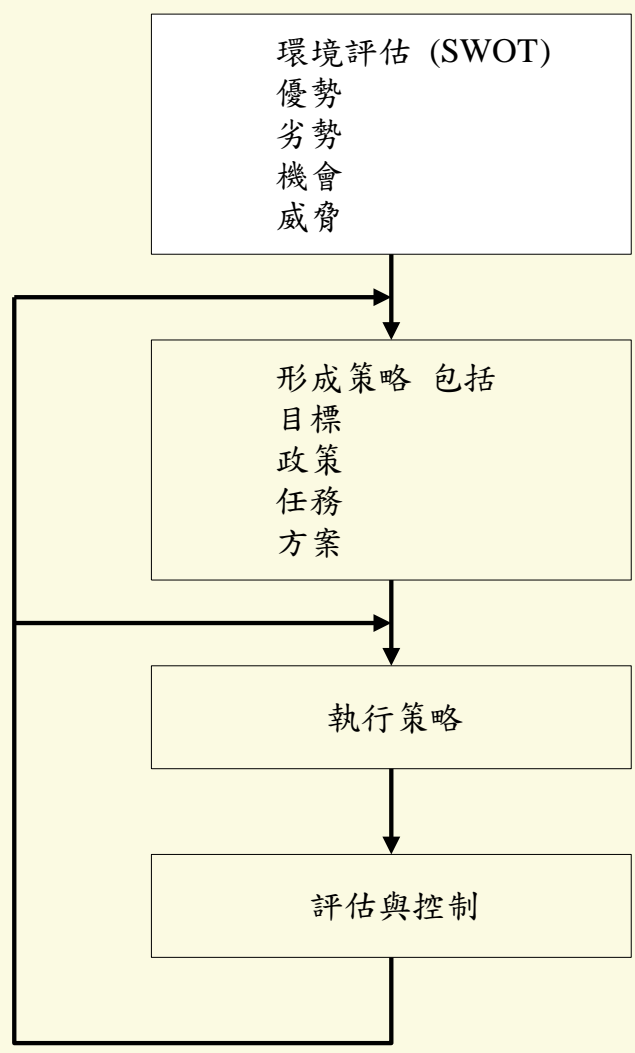 環境評估 (SWOT)
優勢
劣勢
機會
威脅
形成策略 包括
目標
政策
任務
方案
執行策略
評估與控制